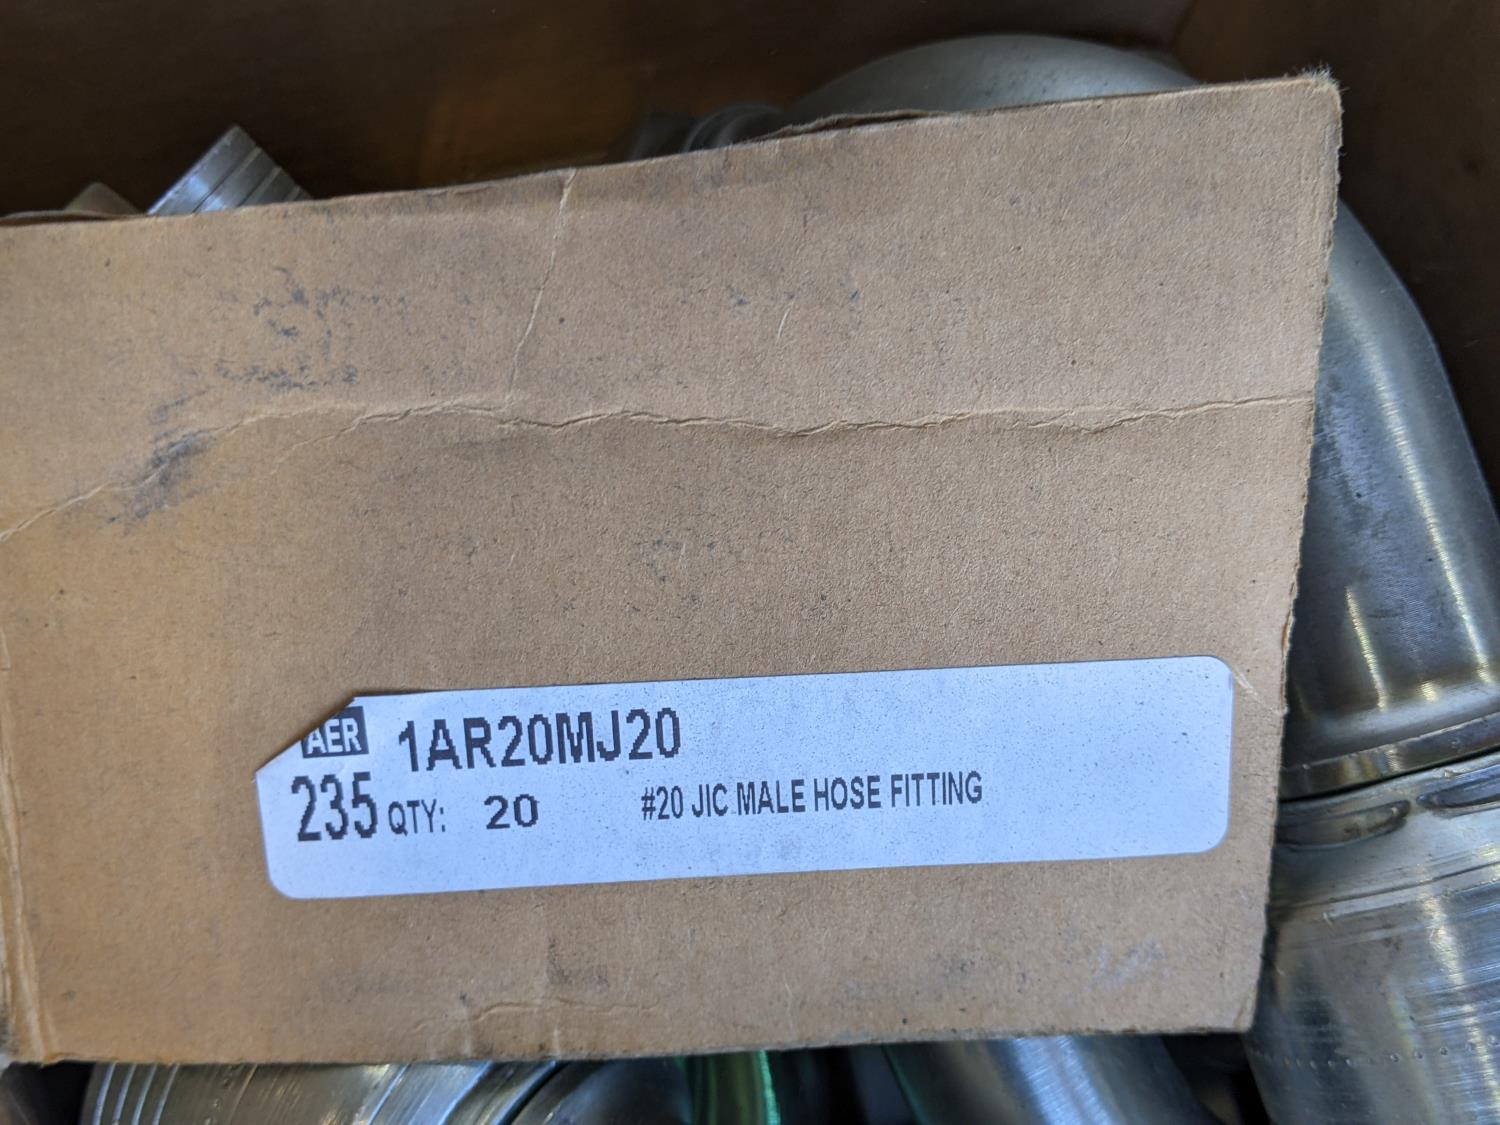 AER 1AR20MJ20
235 QTY: 20 #20 JIC MALE HOSE FITTING